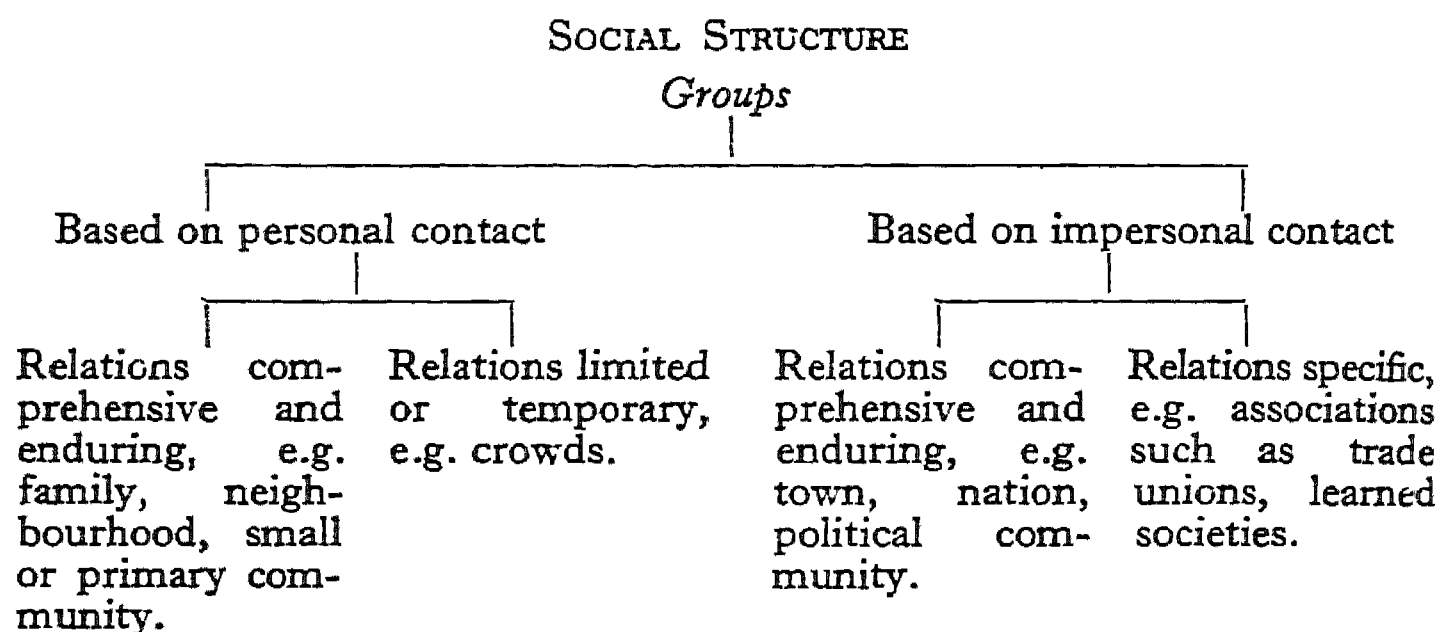 SOCIAL STRUCTURE
Groups
Based on personal contact
Based on impersonal contact
Relations com-
prehensive and
enduring, e.g.
family, neigh-
bourhood, small
or primary com-
munity.
Relations limited
or temporary,
e.g. crowds.
Relations com-
prehensive and
enduring, e.g.
town, nation,
political com-
munity.
Relations specific,
e.g. associations
such as trade
unions, learned
societies.